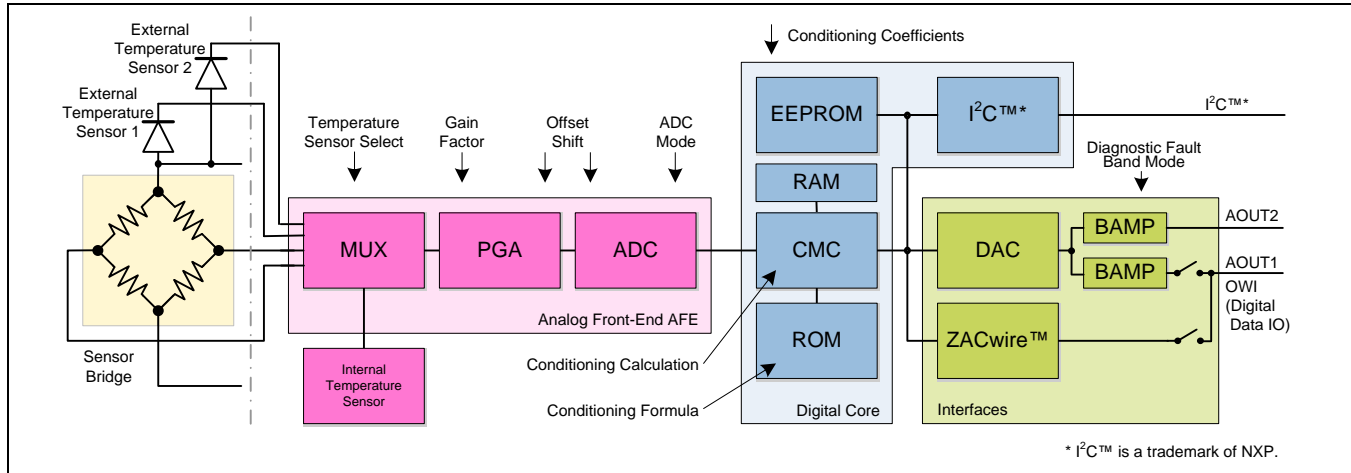 External
Temperature
Sensor 2
External
Temperature
Sensor 1
Sensor
Bridge
Temperature
Sensor Select
Gain
Factor
Offset
Shift
ADC
Mode
MUX
PGA
ADC
Analog Front-End AFE
Internal
Temperature
Sensor
Conditioning Coefficients
EEPROM
I²C™*
RAM
CMC
ROM
Conditioning Calculation
Conditioning Formula
Digital Core
I²C™*
Diagnostic Fault
Band Mode
DAC
BAMP
BAMP
ZACwire™
Interfaces
AOUT2
AOUT1
OWI
(Digital
Data IO)
* I²C™ is a trademark of NXP.